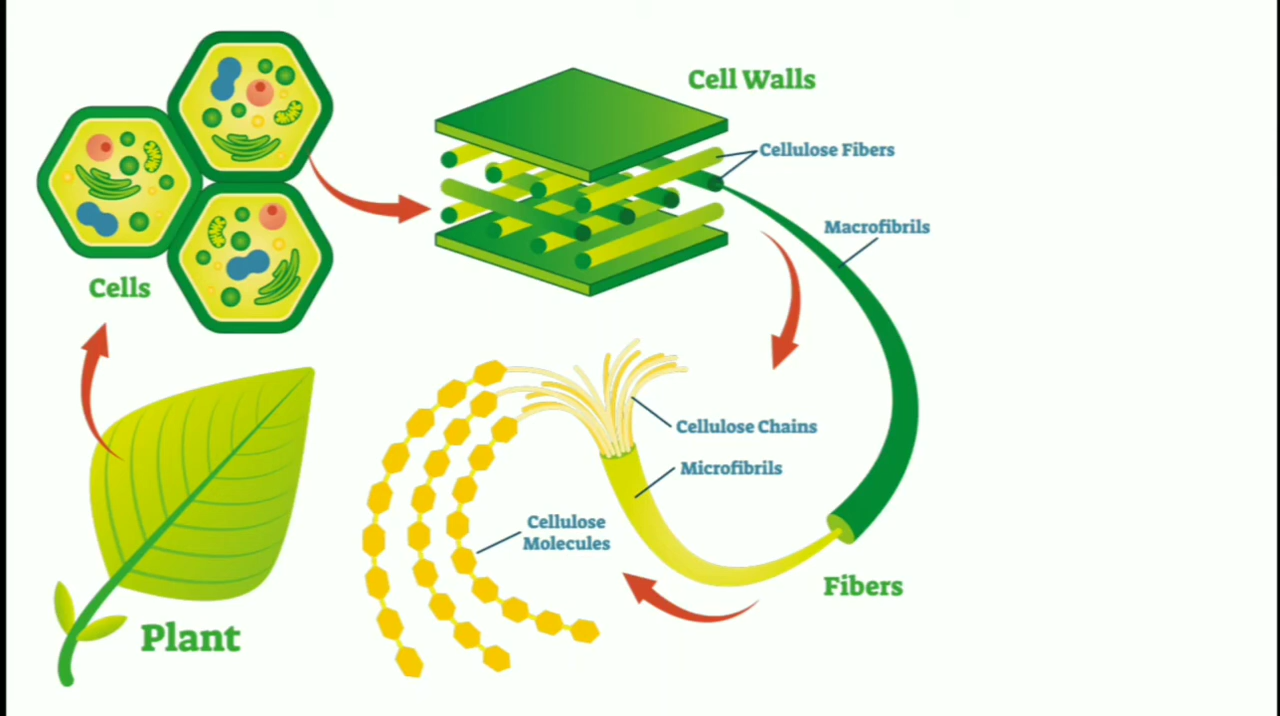 Cell Walls
Cellulose Fibers
Macrofibrils
Cells
Cellulose Chains
Microfibrils
Cellulose
Molecules
Fibers
Plant